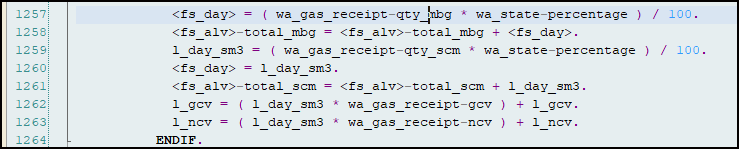 1257 <fs_day> = ( wa_gas_receipt-qty_mbg * wa_state-percentage ) / 100.
1258 <fs_alv>-total_mbg = <fs_alv>-total_mbg + <fs_day>.
1259 l_day_sm3 = ( wa_gas_receipt-qty_scm * wa_state-percentage ) / 100.
1260 <fs_day> = l_day_sm3.
1261 <fs_alv>-total_scm = <fs_alv>-total_scm + l_day_sm3.
1262 l_gcv = ( l_day_sm3 * wa_gas_receipt-gcv ) + l_gcv.
1263 l_ncv = ( l_day_sm3 * wa_gas_receipt-ncv ) + l_ncv.
1264 ENDIF.